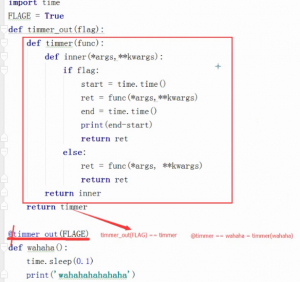 import time
FLAGE = True
def timmer_out(flag):
    def timmer(func):
        def inner(*args,**kwargs):
            if flag:
                start = time.time()
                ret = func(*args,**kwargs)
                end = time.time()
                print(end-start)
                return ret
            else:
                ret = func(*args, **kwargs)
                return ret
        return inner
    return timmer
timmer_out(FLAG) == timmer
@timmer == wahaha = timmer(wahaha)
@timmer_out(FLAGE)
def wahaha():
    time.sleep(0.1)
    print('wahahahahahaha')